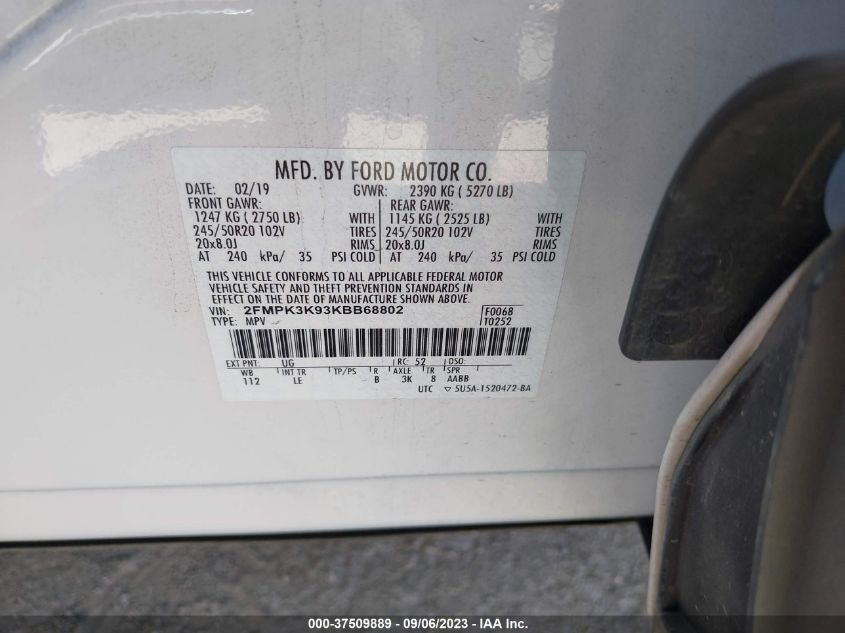 MFD. BY FORD MOTOR CO.
DATE: 02/19 GVWR: 2390 KG ( 5270 LB)
FRONT GAWR: REAR GAWR:
1247 KG ( 2750 LB) WITH 1145 KG ( 2525 LB) WITH
245/50R20 102V TIRES 245/50R20 102V TIRES
20x8.0J RIMS 20x8.0J RIMS
AT 240 kPa/ 35 PSI COLD AT 240 kPa/ 35 PSI COLD
THIS VEHICLE CONFORMS TO ALL APPLICABLE FEDERAL MOTOR
VEHICLE SAFETY AND THEFT PREVENTION STANDARDS IN
EFFECT ON THE DATE OF MANUFACTURE SHOWN ABOVE.
VIN: 2FMPK3K93KBB68802 F0068
TYPE: MPV T0252
EXT PNT: UG RC: 52 DSO:
WB INT TR TP/PS R AXLE TR SPR
112 LE B 3K 8 AABB
UTC ▽ 5U5A-1520472-BA
000-37509889 - 09/06/2023 - IAA Inc.